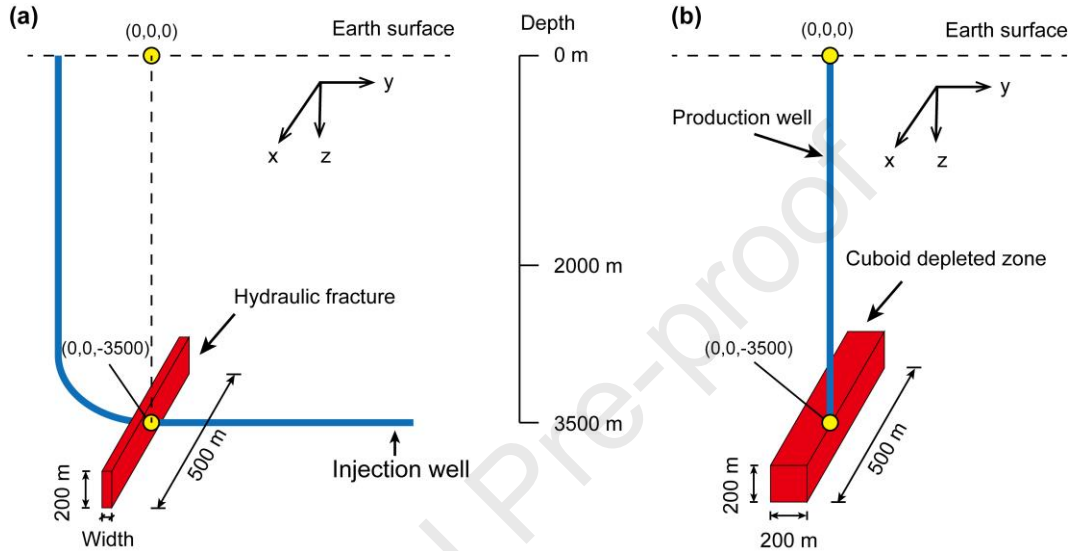 (a)
(0,0,0)
Earth surface
y
x
z
Hydraulic fracture
(0,0,-3500)
500 m
200 m
Width
Injection well
Depth
0 m
2000 m
3500 m
(b)
(0,0,0)
Earth surface
Production well
y
x
z
Cuboid depleted zone
(0,0,-3500)
500 m
200 m
200 m
Pre-proof